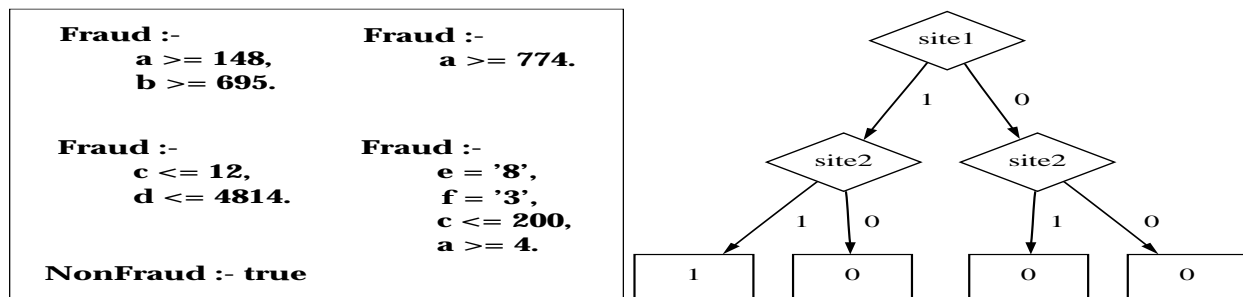 Fraud :-
a >= 148,
b >= 695.
Fraud :-
a >= 774.
Fraud :-
c <= 12,
d <= 4814.
Fraud :-
e = '8',
f = '3',
c <= 200,
a >= 4.
NonFraud :- true
site1
1 0
site2 site2
1 0 1 0
1 0 0 0